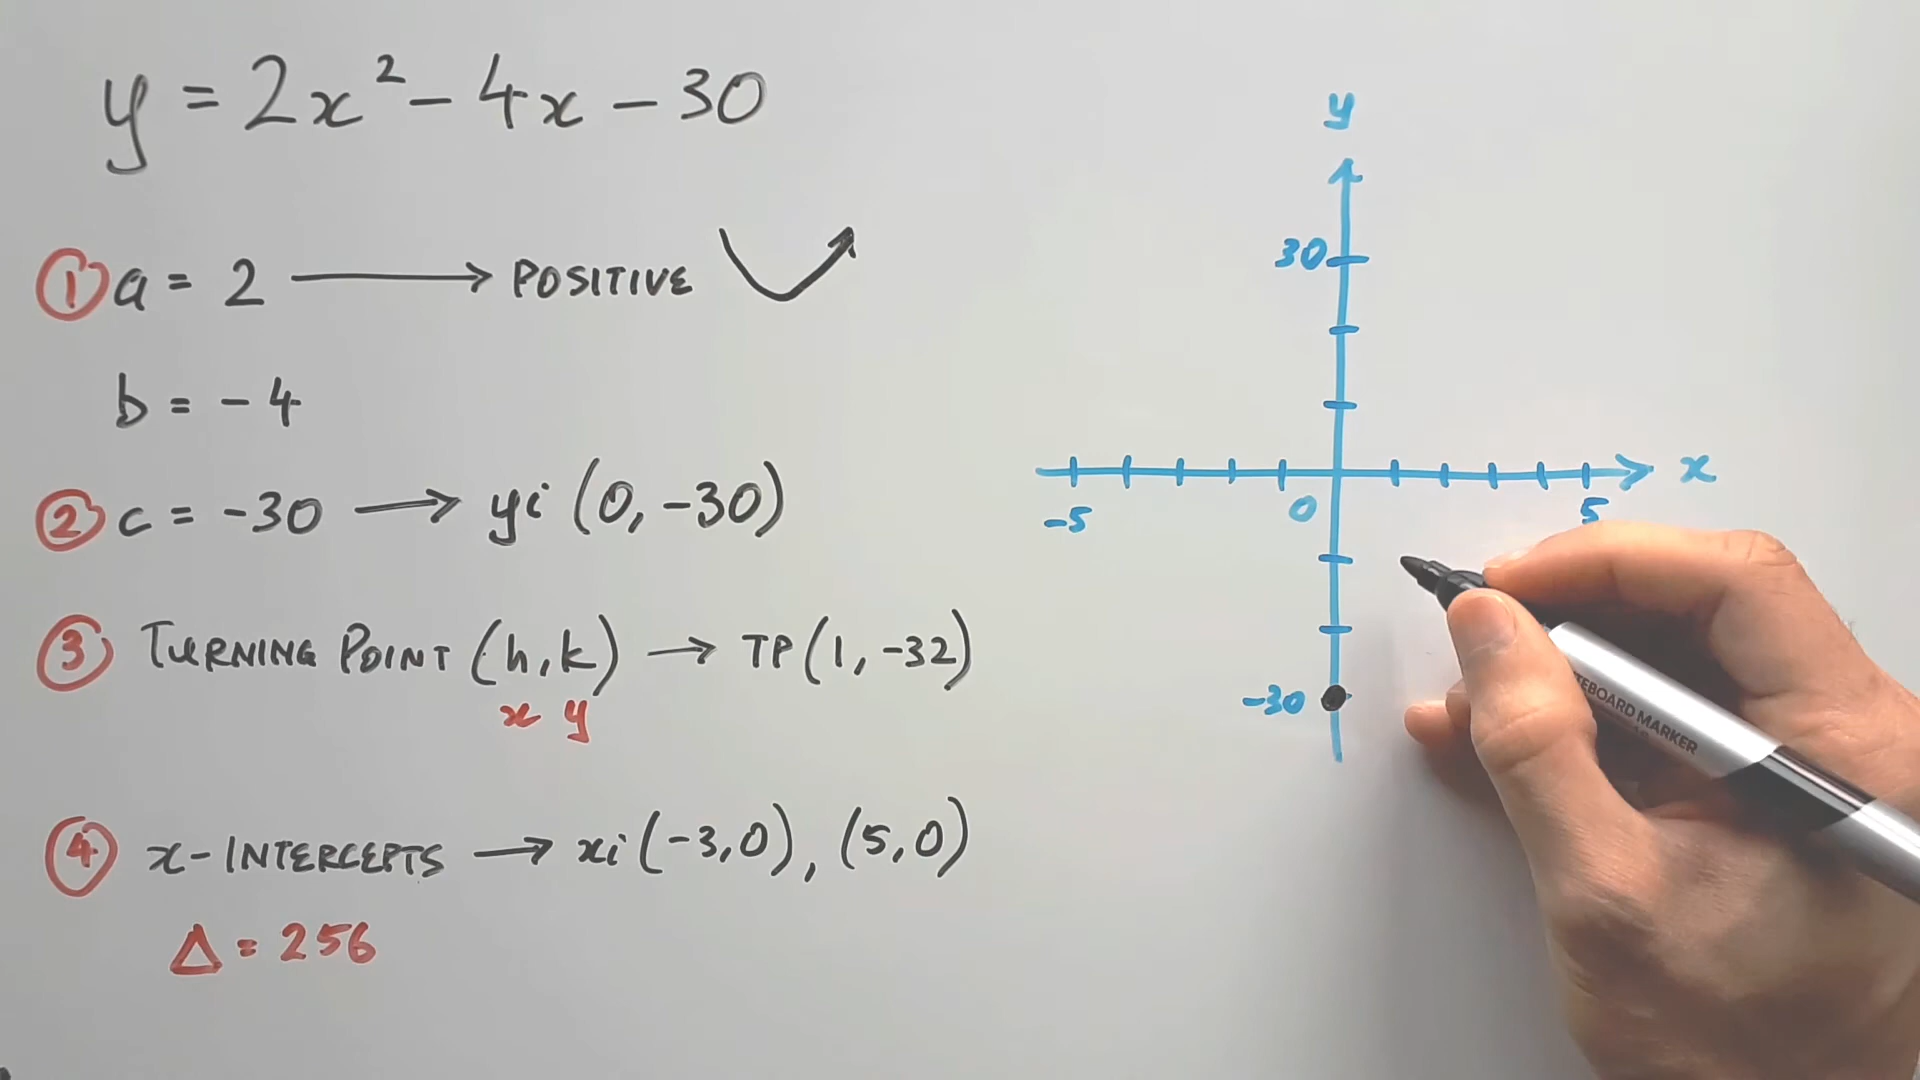 y = 2x² - 4x - 30
① a = 2 ⟶ POSITIVE
b = -4
② c = -30 ⟶ yi (0, -30)
③ TURNING POINT (h, k) → TP (1, -32)
x y
④ x-INTERCEPTS → xi (-3, 0), (5, 0)
Δ = 256
y
30
x
-5 0 5
-30
WHITEBOARD MARKER